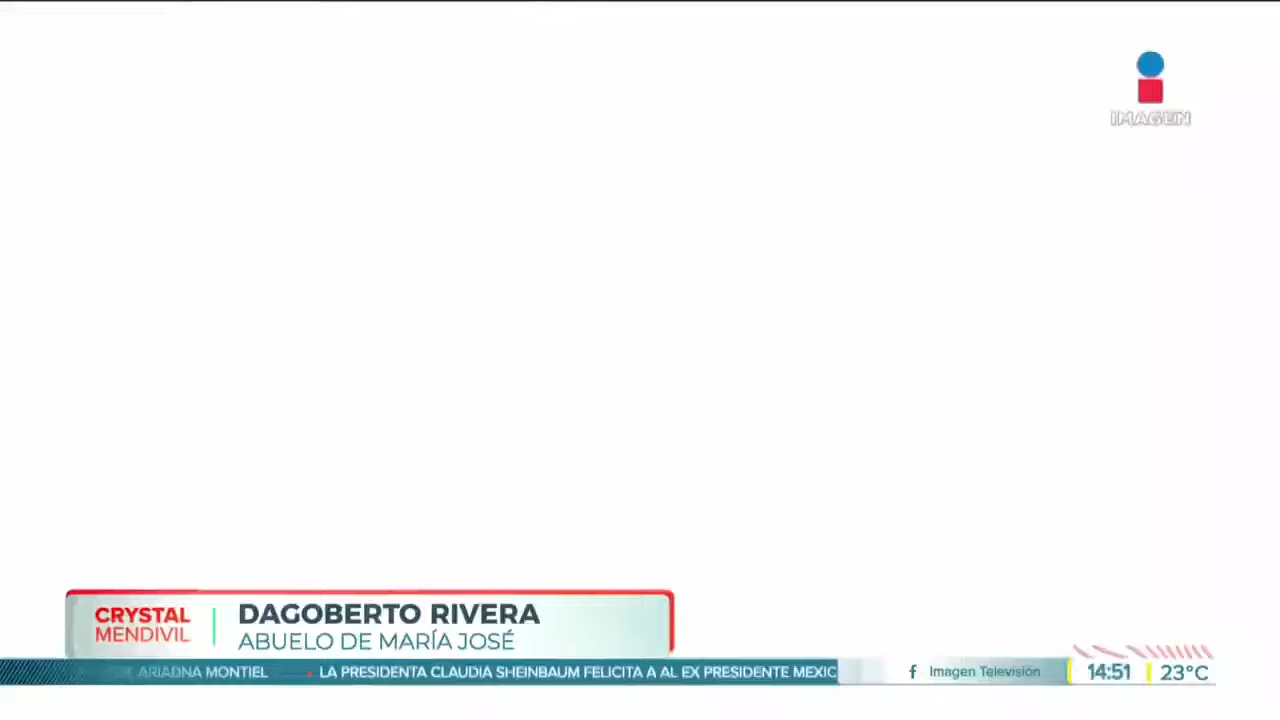 IMAGEN
CRYSTAL
MENDIVIL
DAGOBERTO RIVERA
ABUELO DE MARÍA JOSÉ
ARIADNA MONTIEL • LA PRESIDENTA CLAUDIA SHEINBAUM FELICITA A AL EX PRESIDENTE MEXIC
f Imagen Televisión
14:51
23°C